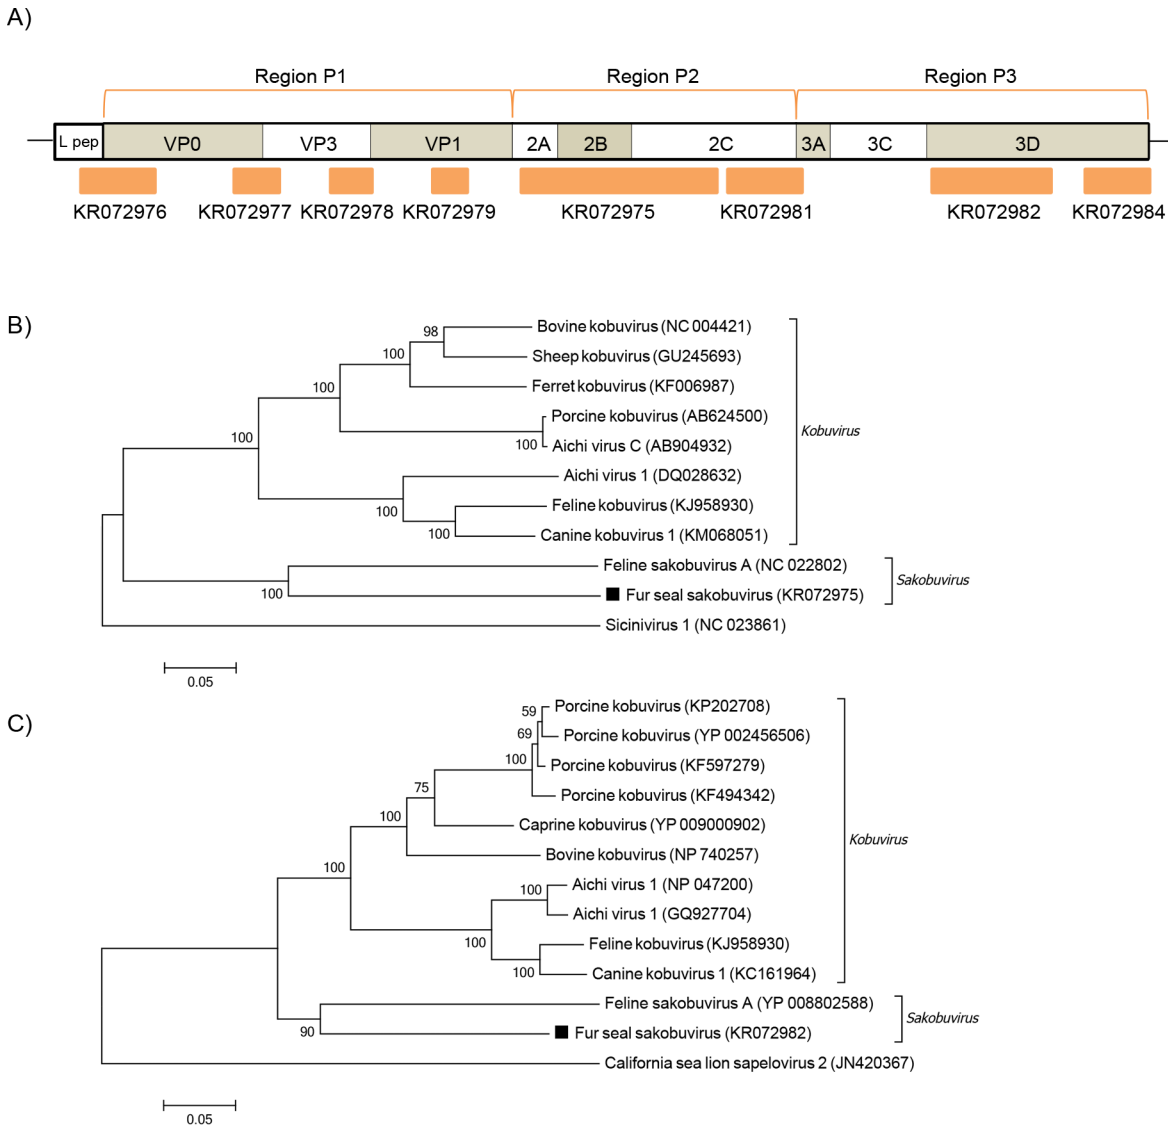 A)
Region P1 Region P2 Region P3
L pep VP0 VP3 VP1 2A 2B 2C 3A 3C 3D
KR072976 KR072977 KR072978 KR072979 KR072975 KR072981 KR072982 KR072984
B)
98 Bovine kobuvirus (NC 004421)
100 Sheep kobuvirus (GU245693)
100 Ferret kobuvirus (KF006987)
Porcine kobuvirus (AB624500)
Kobuvirus
100 100 Aichi virus C (AB904932)
Aichi virus 1 (DQ028632)
100 Feline kobuvirus (KJ958930)
100 Canine kobuvirus 1 (KM068051)
Feline sakobuvirus A (NC 022802)
Sakobuvirus
100 Fur seal sakobuvirus (KR072975)
Sicinivirus 1 (NC 023861)
0.05
C)
59 Porcine kobuvirus (KP202708)
69 Porcine kobuvirus (YP 002456506)
100 Porcine kobuvirus (KF597279)
75 Porcine kobuvirus (KF494342)
100 Caprine kobuvirus (YP 009000902)
Kobuvirus
Bovine kobuvirus (NP 740257)
100 100 Aichi virus 1 (NP 047200)
Aichi virus 1 (GQ927704)
100 Feline kobuvirus (KJ958930)
100 Canine kobuvirus 1 (KC161964)
Feline sakobuvirus A (YP 008802588)
Sakobuvirus
90 Fur seal sakobuvirus (KR072982)
California sea lion sapelovirus 2 (JN420367)
0.05